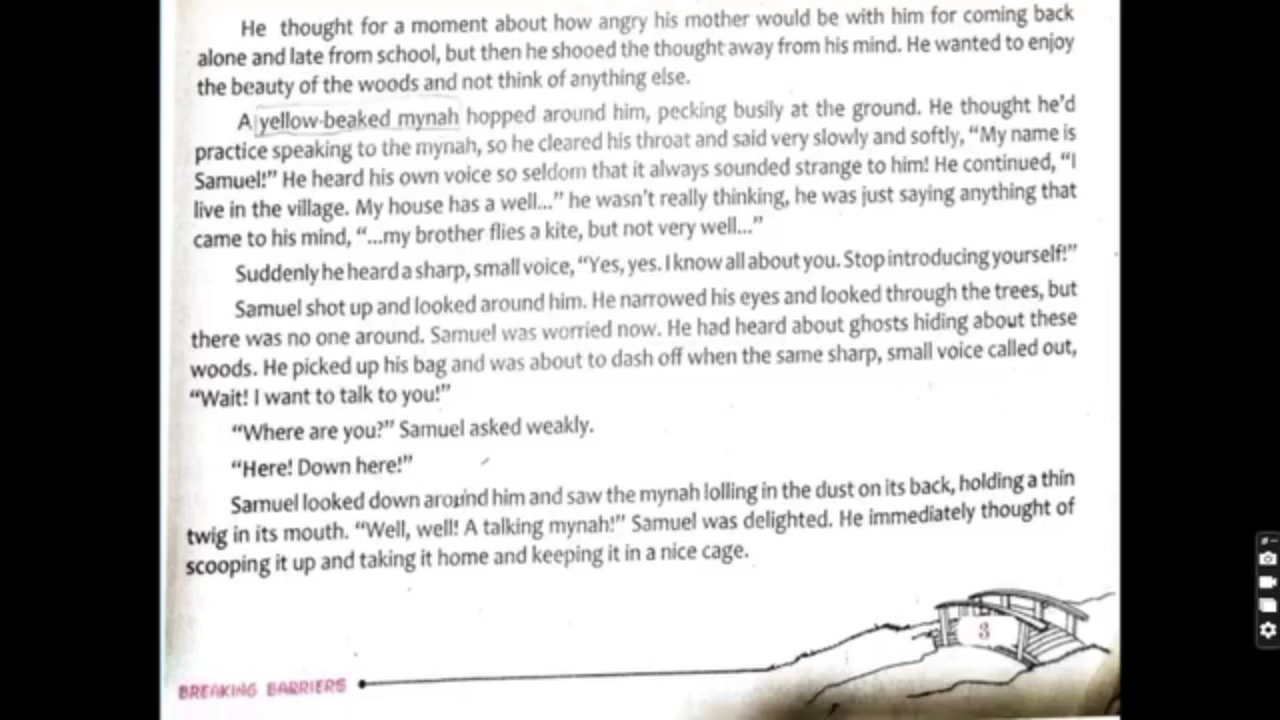 He thought for a moment about how angry his mother would be with him for coming back
alone and late from school, but then he shooed the thought away from his mind. He wanted to enjoy
the beauty of the woods and not think of anything else.
A yellow-beaked mynah hopped around him, pecking busily at the ground. He thought he'd
practice speaking to the mynah, so he cleared his throat and said very slowly and softly, “My name is
Samuel!” He heard his own voice so seldom that it always sounded strange to him! He continued, “I
live in the village. My house has a well...” he wasn't really thinking, he was just saying anything that
came to his mind, “...my brother flies a kite, but not very well...”
Suddenly he heard a sharp, small voice, “Yes, yes. I know all about you. Stop introducing yourself!”
Samuel shot up and looked around him. He narrowed his eyes and looked through the trees, but
there was no one around. Samuel was worried now. He had heard about ghosts hiding about these
woods. He picked up his bag and was about to dash off when the same sharp, small voice called out,
“Wait! I want to talk to you!”
“Where are you?” Samuel asked weakly.
“Here! Down here!”
Samuel looked down around him and saw the mynah lolling in the dust on its back, holding a thin
twig in its mouth. “Well, well! A talking mynah!” Samuel was delighted. He immediately thought of
scooping it up and taking it home and keeping it in a nice cage.
3
BREAKING BARRIERS